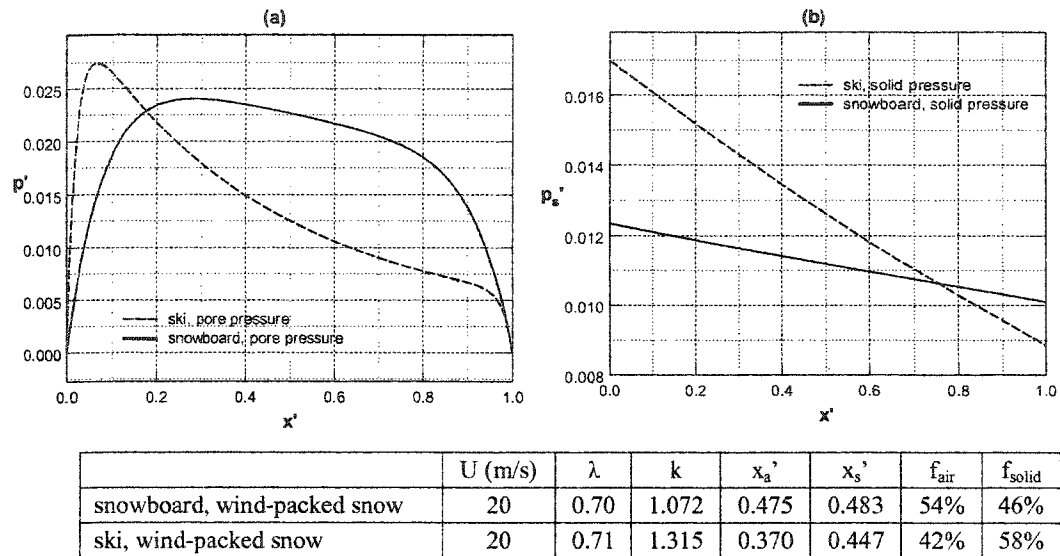 (a)
0.025
0.020
0.015
0.010
0.005
0.000
p'
ski, pore pressure
snowboard, pore pressure
0.0 0.2 0.4 0.6 0.8 1.0
x'
(b)
0.016
0.014
0.012
0.010
0.008
ps'
ski, solid pressure
snowboard, solid pressure
0.0 0.2 0.4 0.6 0.8 1.0
x'
U (m/s) λ k xa' xs' fair fsolid
snowboard, wind-packed snow 20 0.70 1.072 0.475 0.483 54% 46%
ski, wind-packed snow 20 0.71 1.315 0.370 0.447 42% 58%